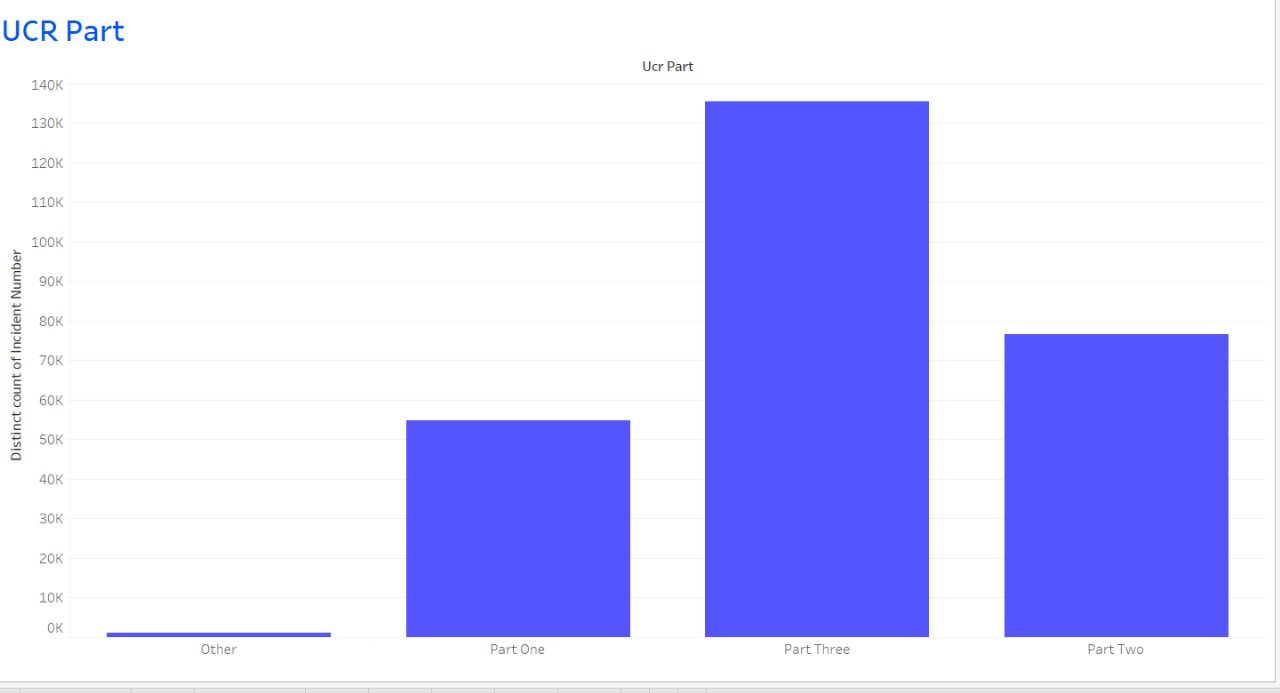 UCR Part
Ucr Part
140K
130K
120K
110K
100K
90K
80K
70K
60K
50K
40K
30K
20K
10K
0K
Distinct count of Incident Number
Other
Part One
Part Three
Part Two